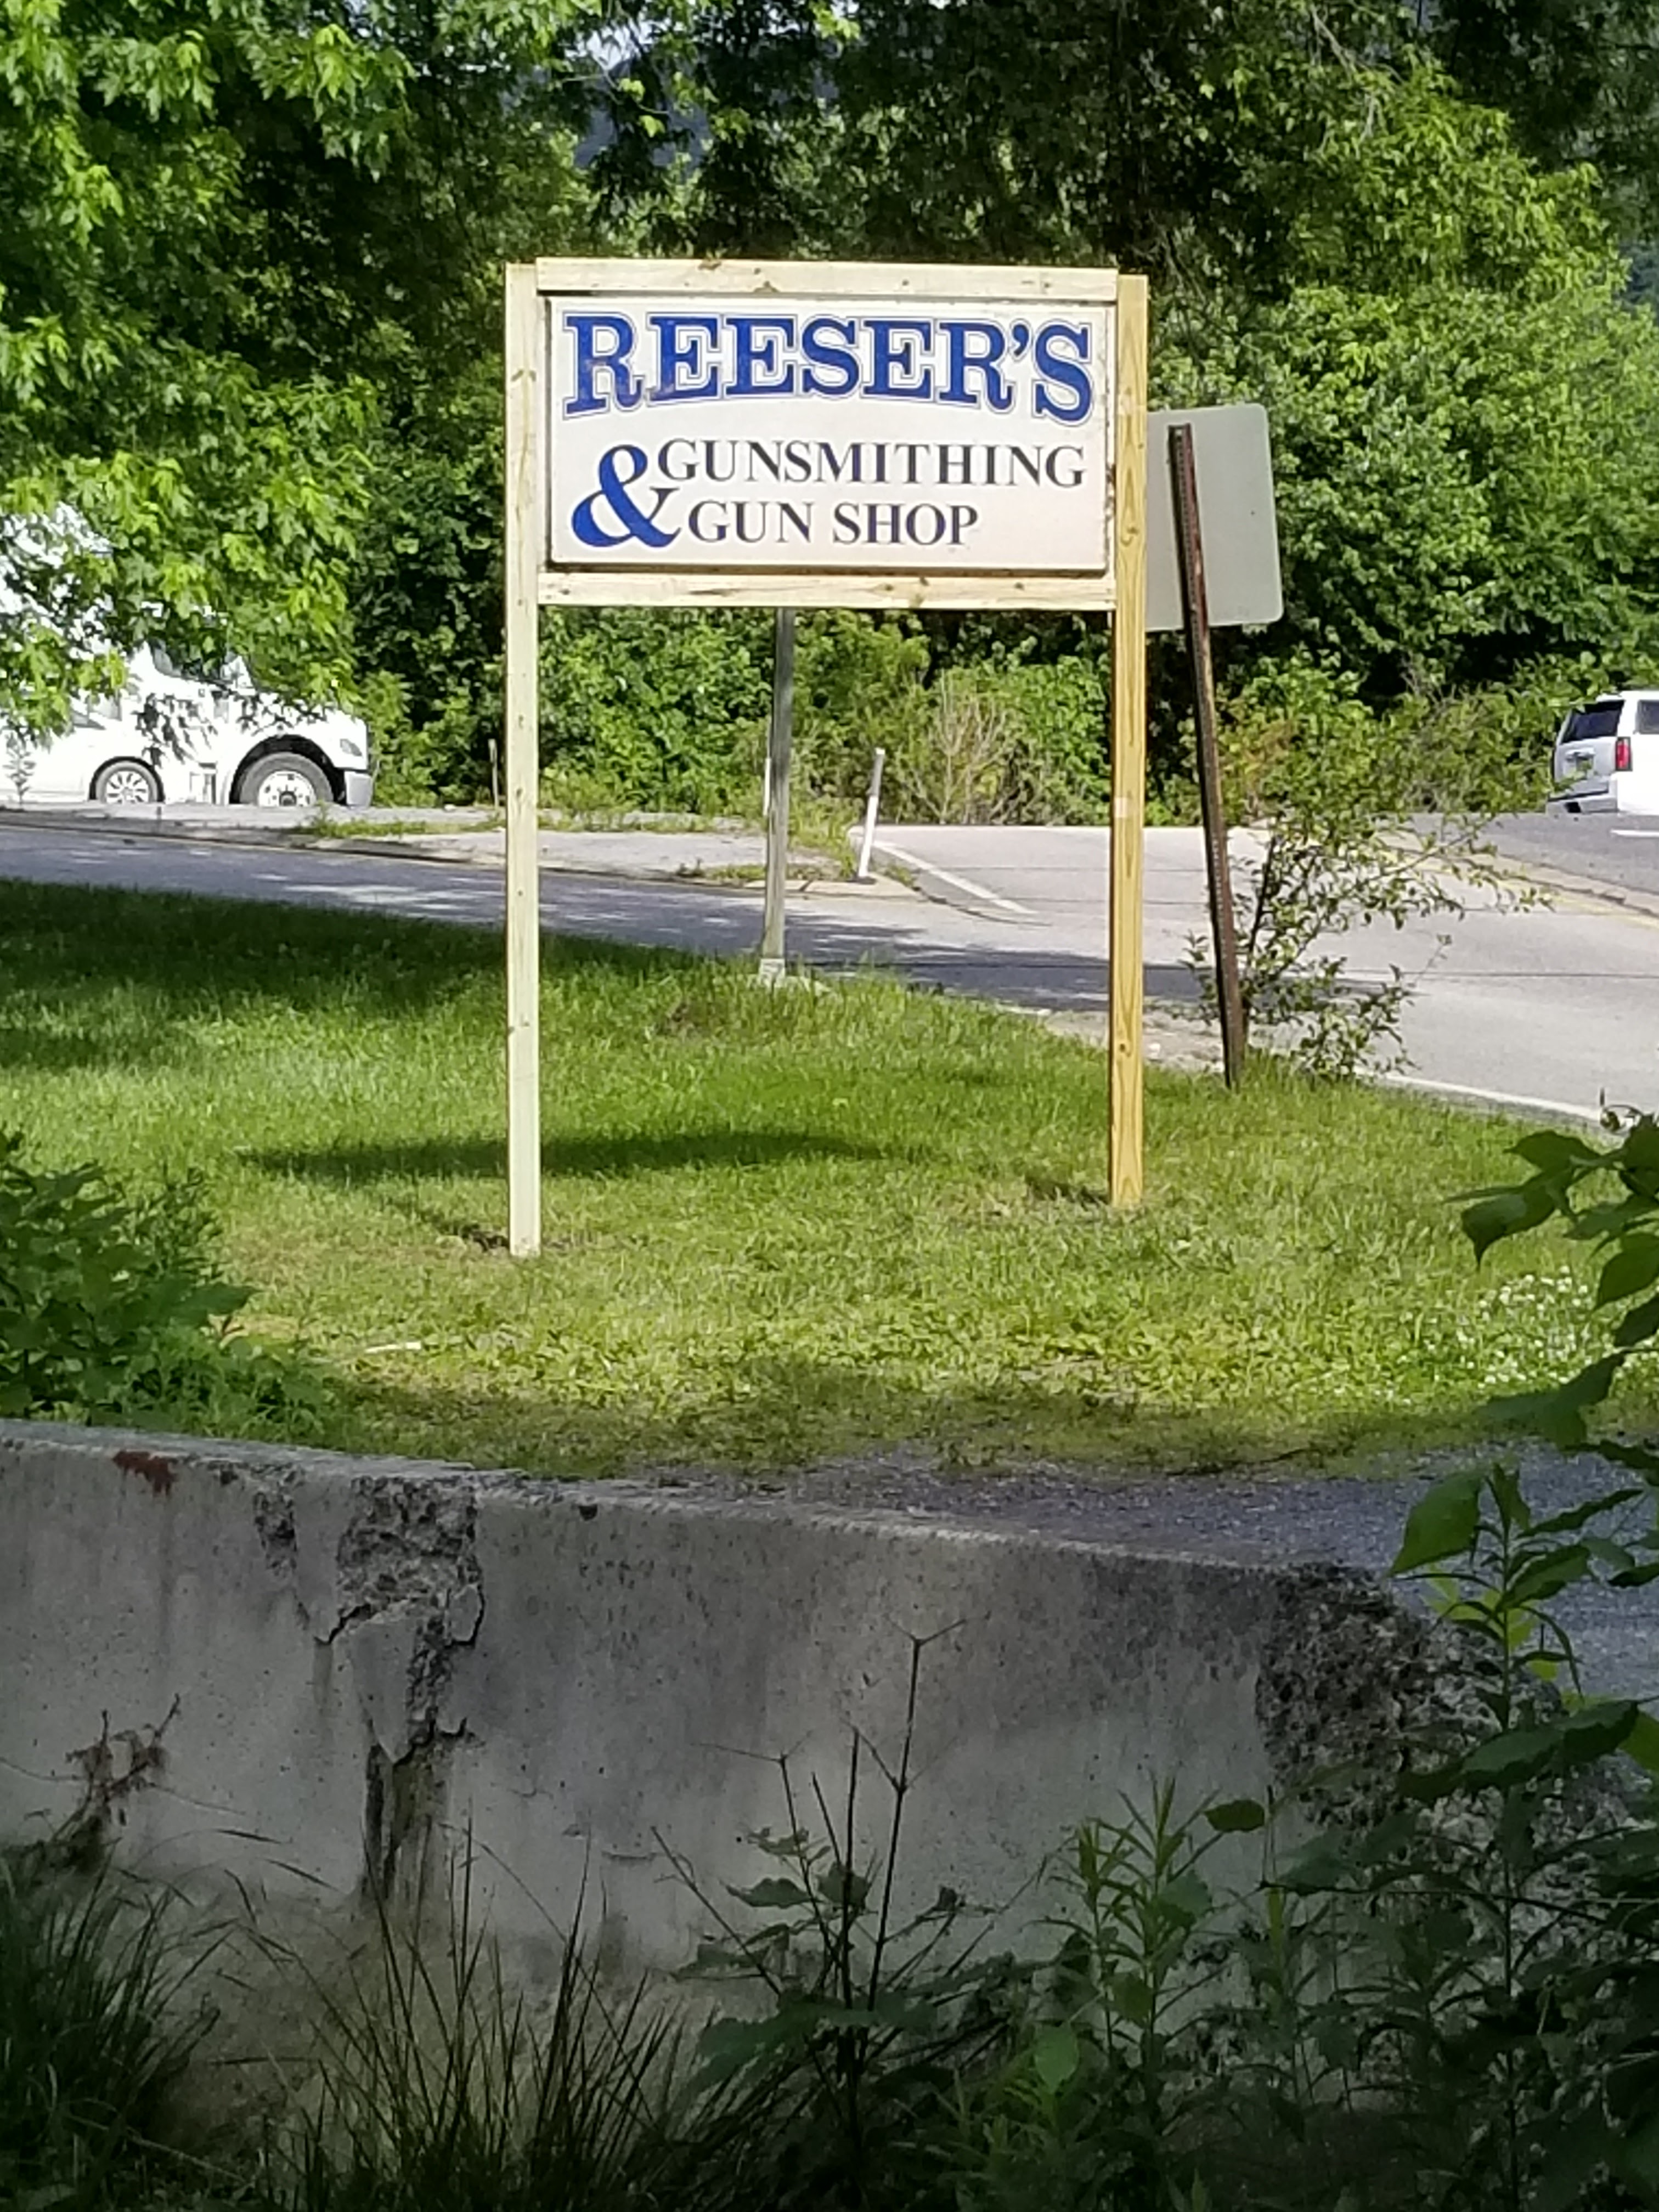 REESER'S
& GUNSMITHING
GUN SHOP